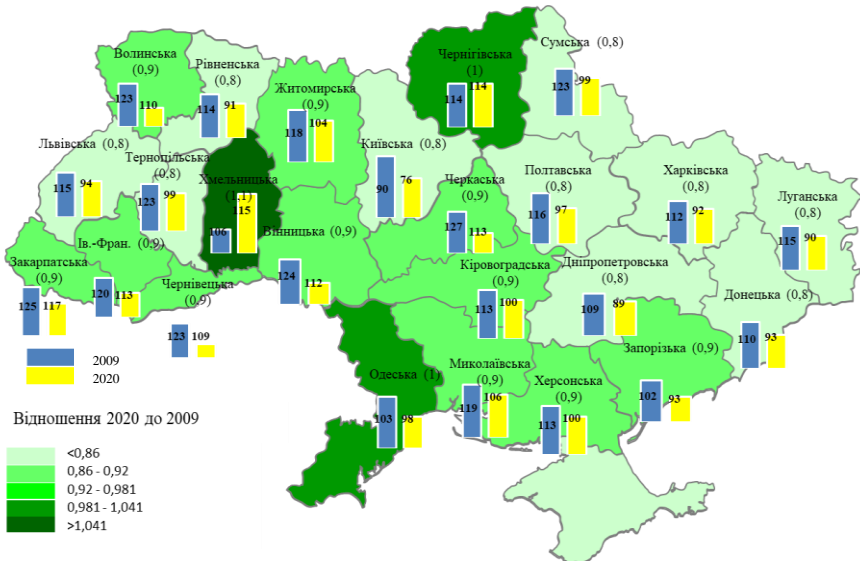 Волинська
(0,9)
123
110
Рівненська
(0,8)
114
91
Житомирська
(0,9)
118
104
Чернігівська
(1)
114
114
Сумська (0,8)
123
99
Львівська (0,8)
115
94
Тернопільська
(0,8)
123
99
Хмельницька
(1,1)
106
115
Київська (0,8)
90
76
Черкаська
(0,9)
127
113
Полтавська
(0,8)
116
97
Харківська
(0,8)
112
92
Луганська
(0,8)
115
90
Закарпатська
(0,9)
125
117
Ів.-Фран. (0,9)
120
113
Чернівецька
(0,9)
123
109
Вінницька (0,9)
124
112
Кіровоградська
(0,9)
113
100
Дніпропетровська
(0,8)
109
89
Донецька (0,8)
110
93
Одеська (1)
103
98
Миколаївська
(0,9)
119
106
Херсонська
(0,9)
113
100
Запорізька (0,9)
102
93
2009
2020
Відношення 2020 до 2009
<0,86
0,86 - 0,92
0,92 - 0,981
0,981 - 1,041
>1,041